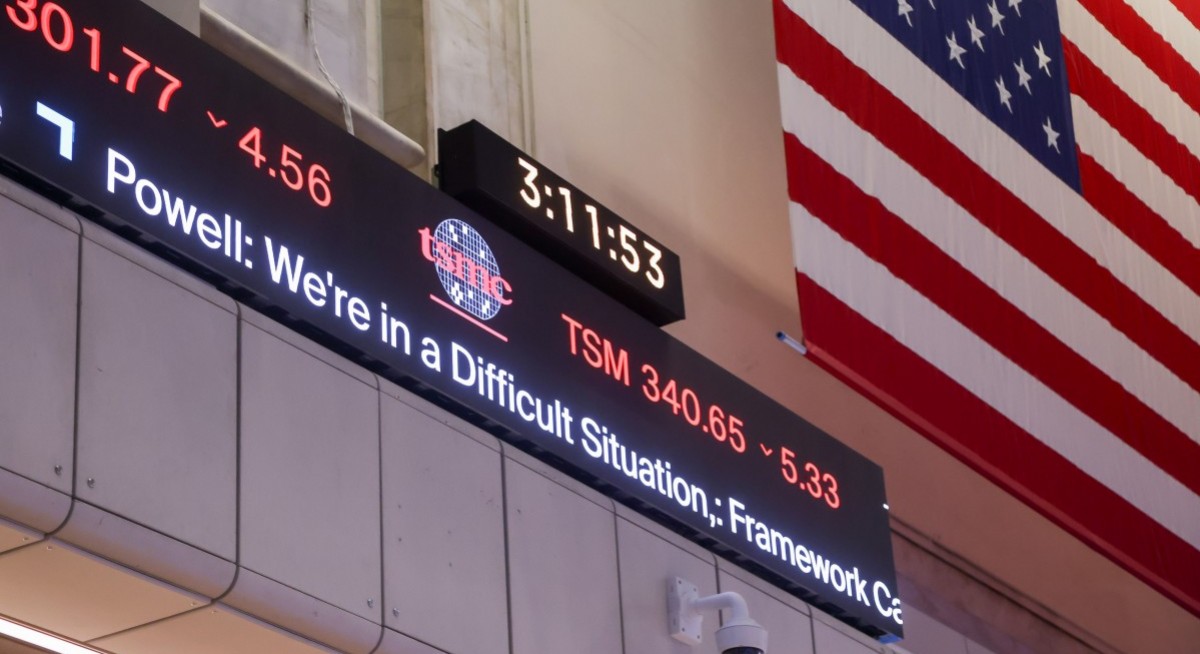 301.77 ⌄4.56
3:11:53
tsmc
TSM 340.65 ⌄5.33
Powell: We're in a Difficult Situation,: Framework Ca